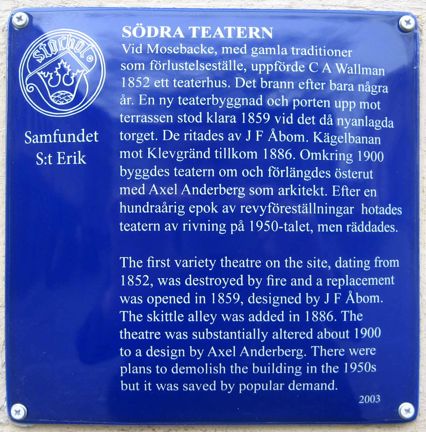 Stockol
Samfundet
S:t Erik
SÖDRA TEATERN
Vid Mosebacke, med gamla traditioner
som förlustelseställe, uppförde C A Wallman
1852 ett teaterhus. Det brann efter bara några
år. En ny teaterbyggnad och porten upp mot
terrassen stod klara 1859 vid det då nyanlagda
torget. De ritades av J F Åbom. Kägelbanan
mot Klevgränd tillkom 1886. Omkring 1900
byggdes teatern om och förlängdes österut
med Axel Anderberg som arkitekt. Efter en
hundraårig epok av revyföreställningar hotades
teatern av rivning på 1950-talet, men räddades.
The first variety theatre on the site, dating from
1852, was destroyed by fire and a replacement
was opened in 1859, designed by J F Åbom.
The skittle alley was added in 1886. The
theatre was substantially altered about 1900
to a design by Axel Anderberg. There were
plans to demolish the building in the 1950s
but it was saved by popular demand.
2003